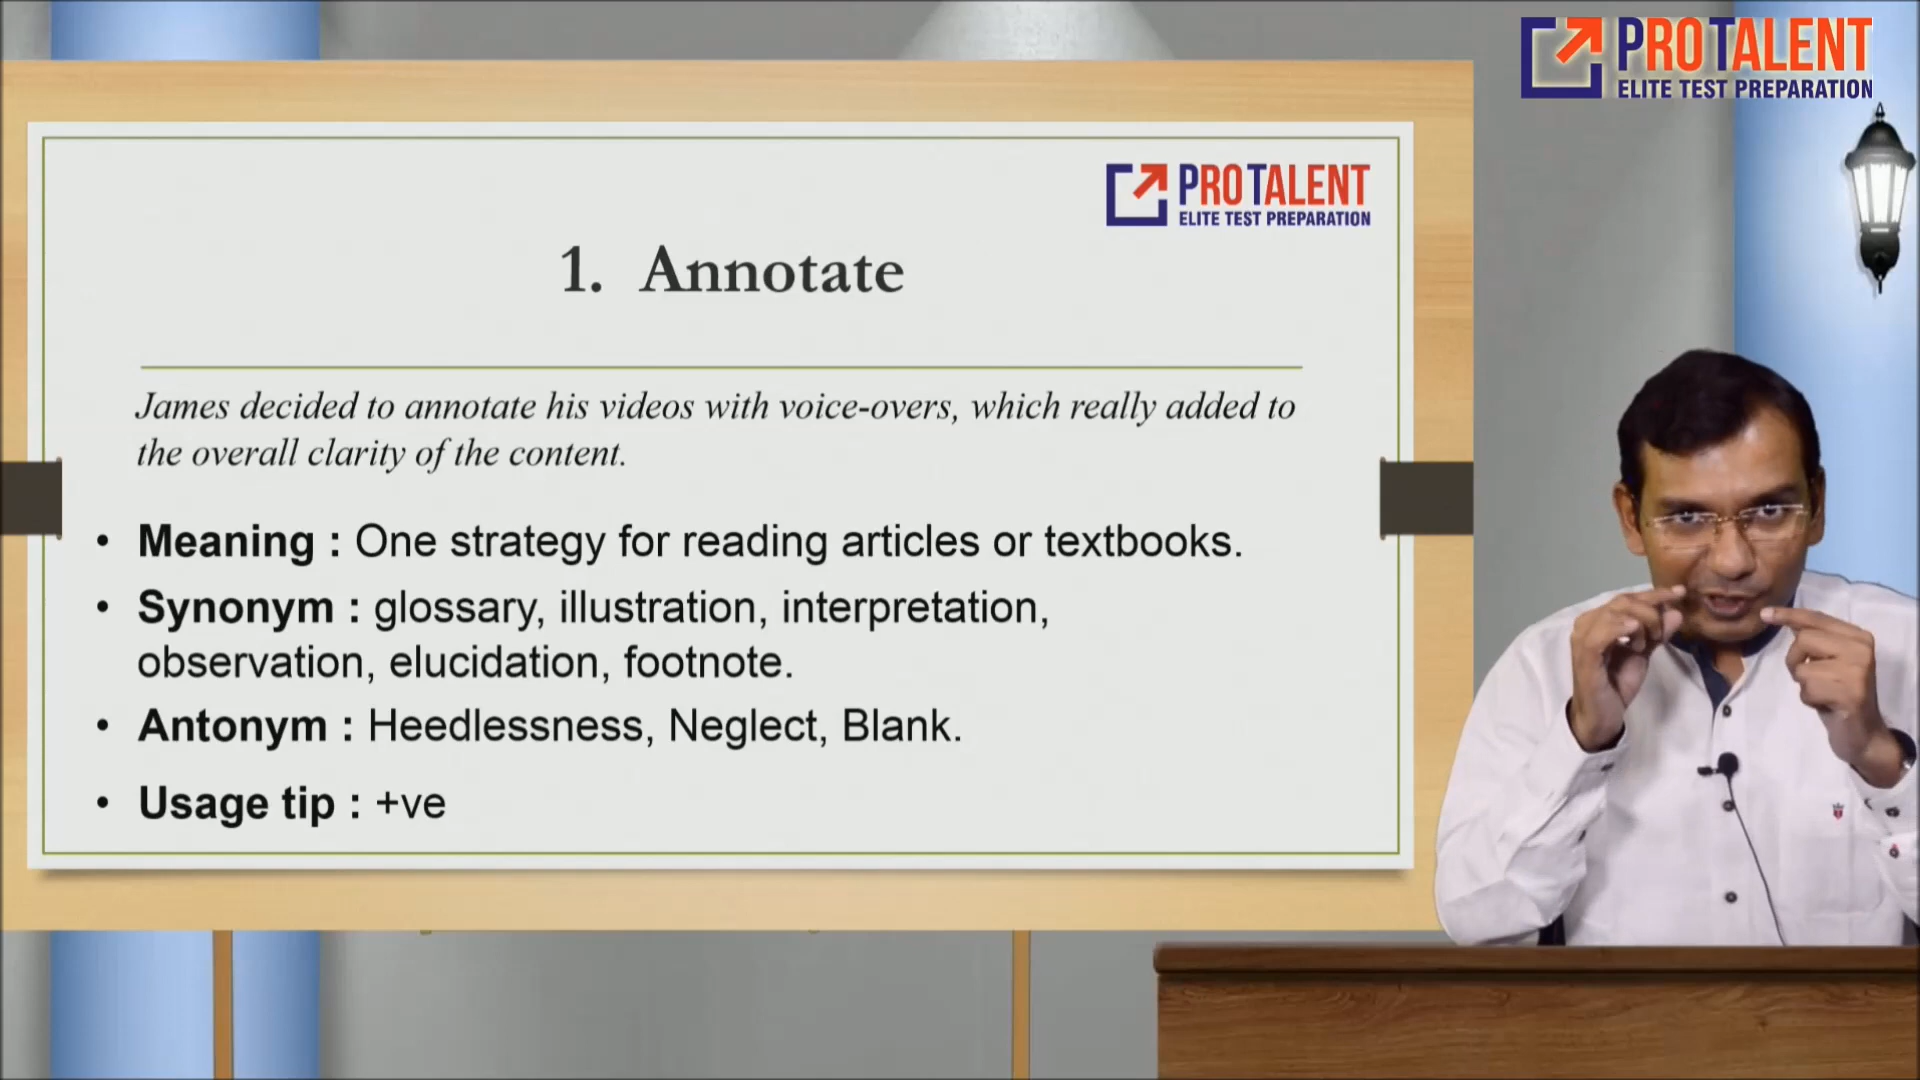 PROTALENT
ELITE TEST PREPARATION
PROTALENT
ELITE TEST PREPARATION
1. Annotate
James decided to annotate his videos with voice-overs, which really added to
the overall clarity of the content.
• Meaning : One strategy for reading articles or textbooks.
• Synonym : glossary, illustration, interpretation,
observation, elucidation, footnote.
• Antonym : Heedlessness, Neglect, Blank.
• Usage tip : +ve